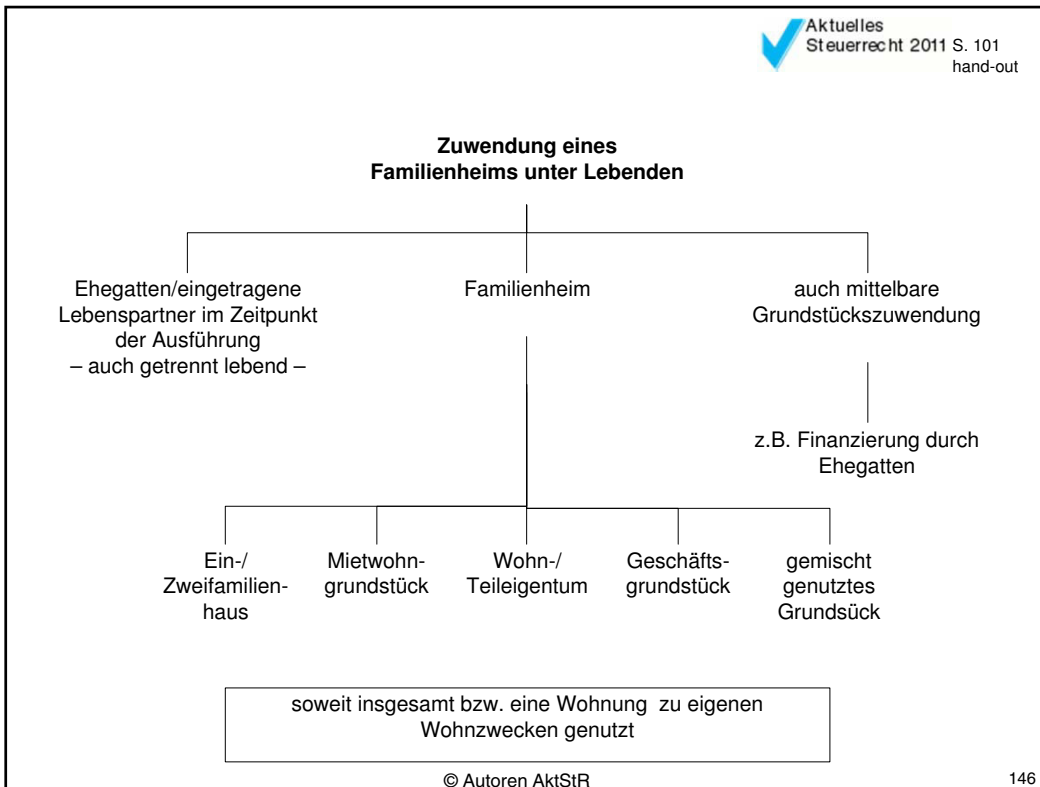 Aktuelles
Steuerrecht 2011 S. 101
hand-out
Zuwendung eines
Familienheims unter Lebenden
Ehegatten/eingetragene
Lebenspartner im Zeitpunkt
der Ausführung
– auch getrennt lebend –
Familienheim
auch mittelbare
Grundstückszuwendung
z.B. Finanzierung durch
Ehegatten
Ein-/
Zweifamilien-
haus
Mietwohn-
grundstück
Wohn-/
Teileigentum
Geschäfts-
grundstück
gemischt
genutztes
Grundsück
soweit insgesamt bzw. eine Wohnung zu eigenen
Wohnzwecken genutzt
© Autoren AktStR
146